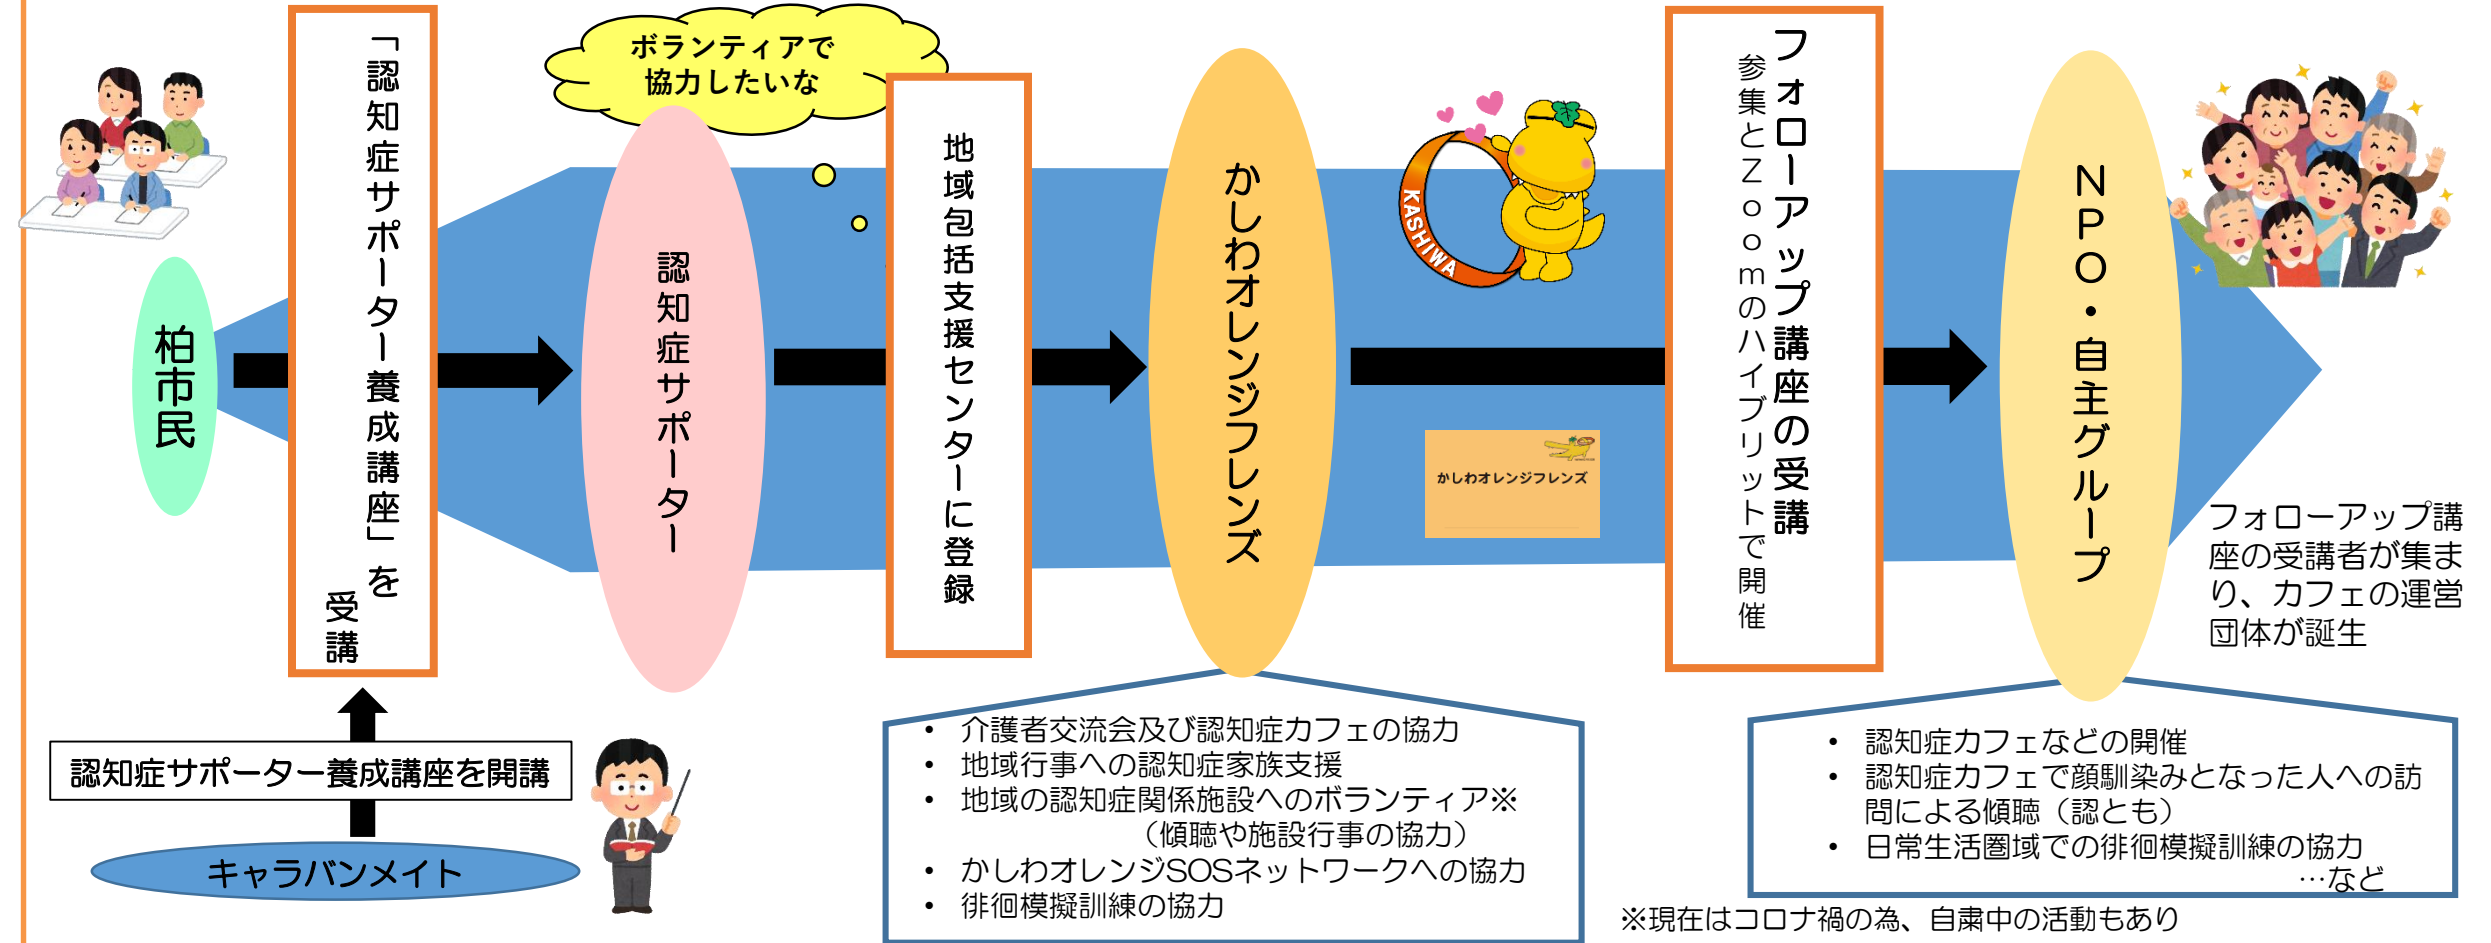 柏市民
「認知症サポーター養成講座」を
受講
認知症サポーター養成講座を開講
キャラバンメイト
ボランティアで
協力したいな
認知症サポーター
地域包括支援センターに登録
かしわオレンジフレンズ
・ 介護者交流会及び認知症カフェの協力
・ 地域行事への認知症家族支援
・ 地域の認知症関係施設へのボランティア※
（傾聴や施設行事の協力）
・ かしわオレンジSOSネットワークへの協力
・ 徘徊模擬訓練の協力
KASHIWA
かしわオレンジフレンズ
フォローアップ講座の受講
参集とZoomのハイブリットで開催
NPO・自主グループ
フォローアップ講
座の受講者が集ま
り、カフェの運営
団体が誕生
・ 認知症カフェなどの開催
・ 認知症カフェで顔馴染みとなった人への訪
問による傾聴（認とも）
・ 日常生活圏域での徘徊模擬訓練の協力
…など
※現在はコロナ禍の為、自粛中の活動もあり